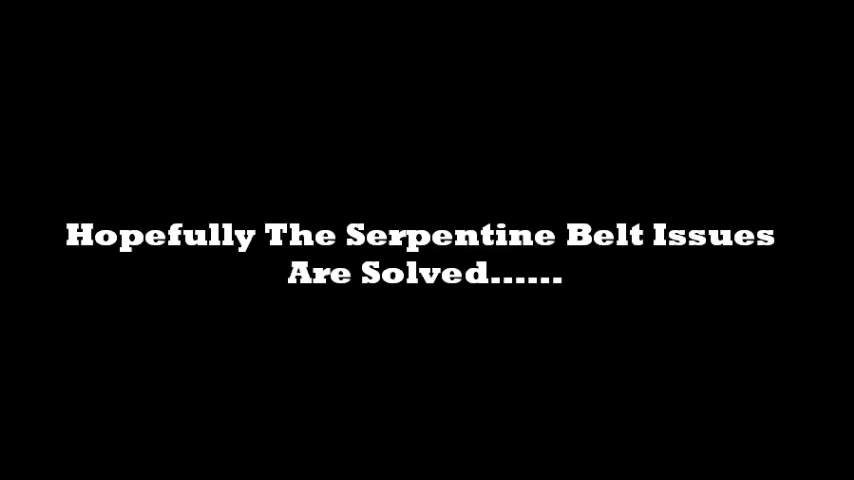 Hopefully The Serpentine Belt Issues
Are Solved......